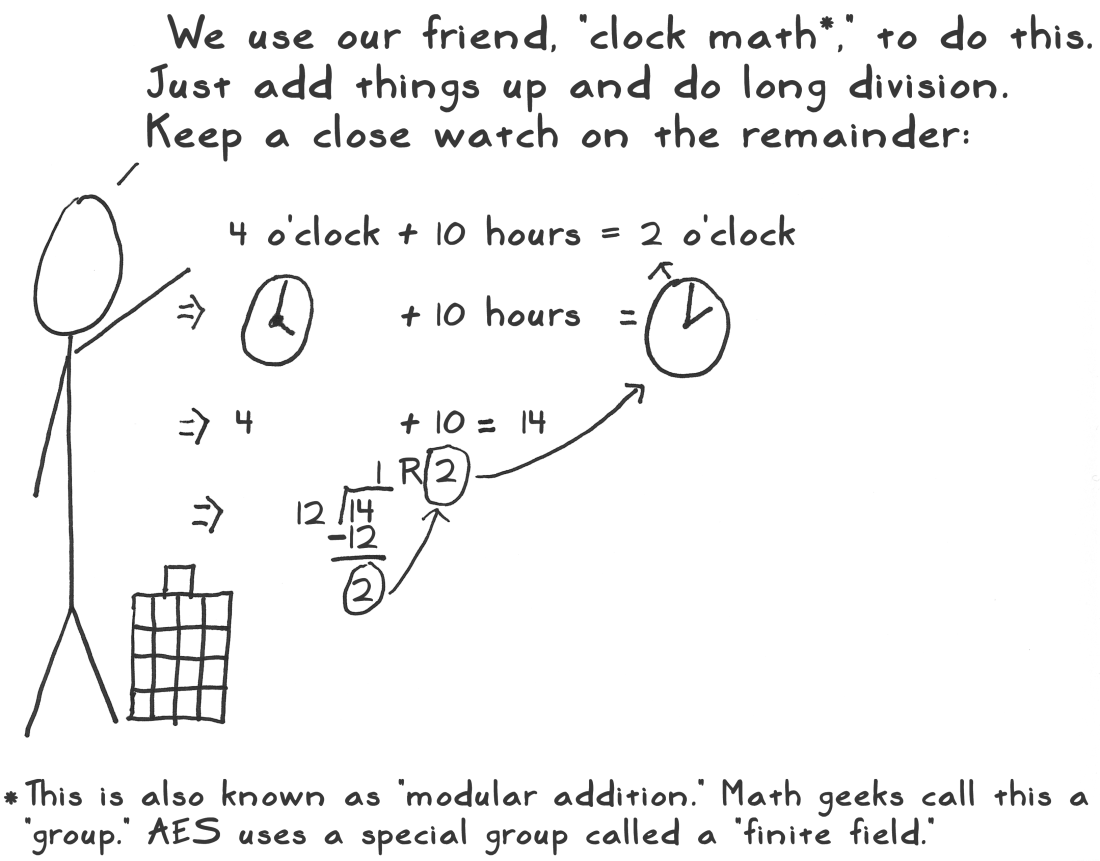 We use our friend, "clock math*," to do this.
Just add things up and do long division.
Keep a close watch on the remainder:
4 o'clock + 10 hours = 2 o'clock
⇒ + 10 hours =
⇒ 4 + 10 = 14
1 R 2
⇒ 12 14
-12
2
* This is also known as "modular addition." Math geeks call this a
"group." AES uses a special group called a "finite field."